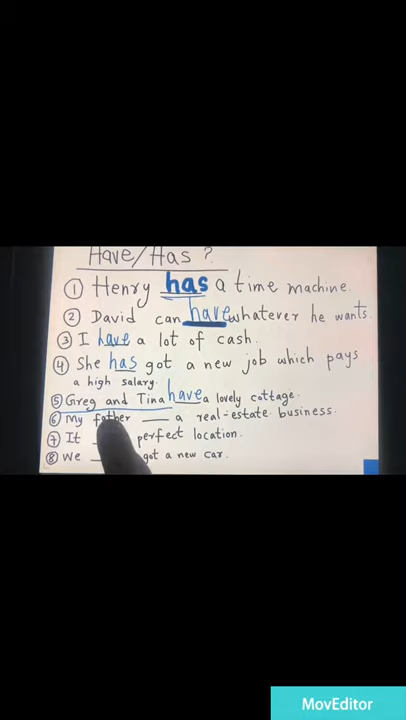 Have/Has ?
① Henry has a time machine.
② David can have whatever he wants.
③ I have a lot of cash.
④ She has got a new job which pays
a high salary.
⑤ Greg and Tina have a lovely cottage.
⑥ My father ___ a real-estate business.
⑦ It perfect location.
⑧ We ___ got a new car.
MovEditor